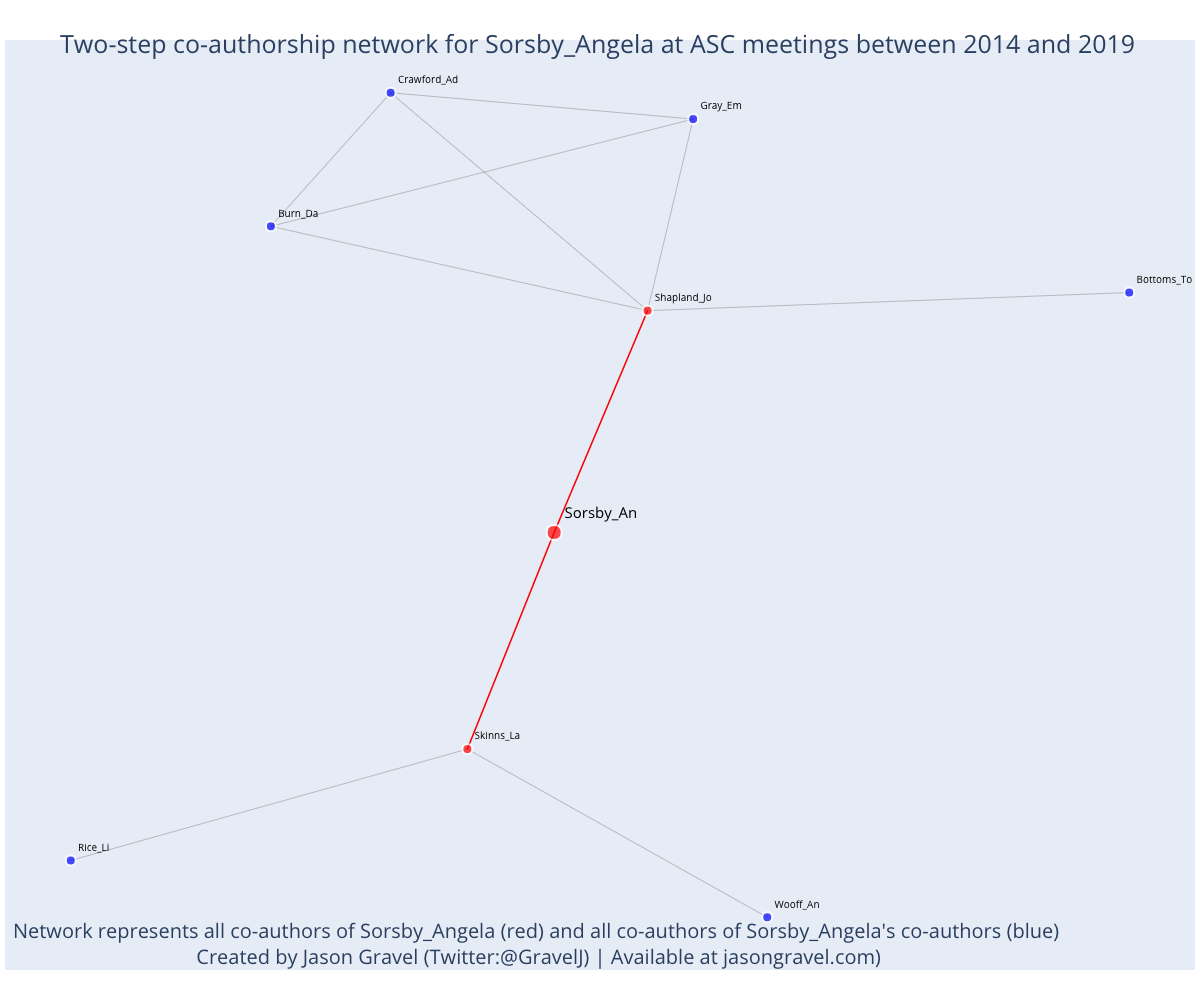 Two-step co-authorship network for Sorsby_Angela at ASC meetings between 2014 and 2019
Crawford_Ad
Gray_Em
Burn_Da
Bottoms_To
Shapland_Jo
Sorsby_An
Skinns_La
Rice_Li
Wooff_An
Network represents all co-authors of Sorsby_Angela (red) and all co-authors of Sorsby_Angela's co-authors (blue)
Created by Jason Gravel (Twitter:@GravelJ) | Available at jasongravel.com)